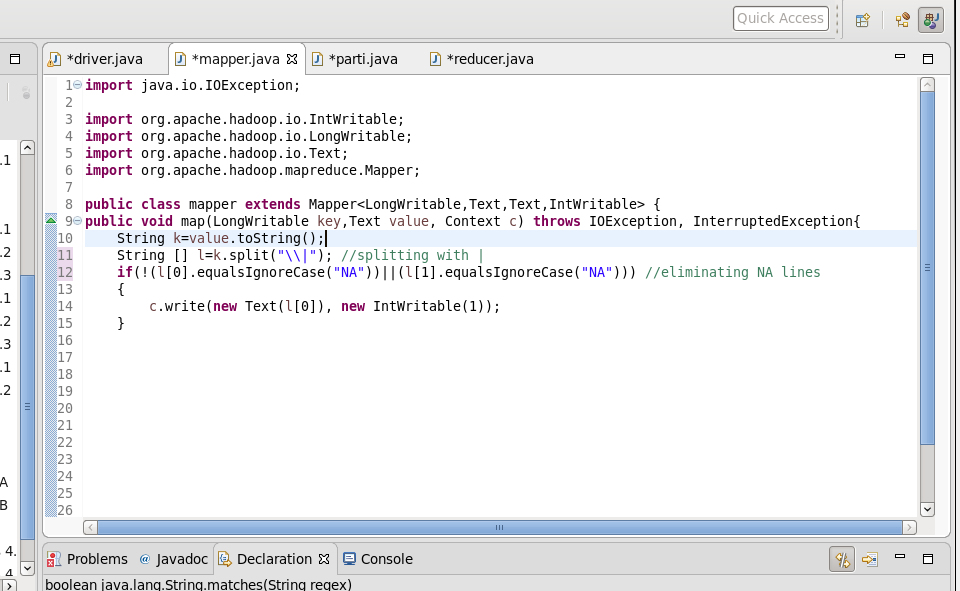 Quick Access
*driver.java *mapper.java *parti.java *reducer.java
1 import java.io.IOException;
2
3 import org.apache.hadoop.io.IntWritable;
4 import org.apache.hadoop.io.LongWritable;
5 import org.apache.hadoop.io.Text;
6 import org.apache.hadoop.mapreduce.Mapper;
7
8 public class mapper extends Mapper<LongWritable,Text,Text,IntWritable> {
9 public void map(LongWritable key,Text value, Context c) throws IOException, InterruptedException{
10 String k=value.toString();
11 String [] l=k.split("\\|"); //splitting with |
12 if(!(l[0].equalsIgnoreCase("NA"))||(l[1].equalsIgnoreCase("NA"))) //eliminating NA lines
13 {
14 c.write(new Text(l[0]), new IntWritable(1));
15 }
16
17
18
19
20
21
22
23
24
25
26
.1
.1
.2
.3
.1
.2
.3
.1
.2
A
B
4.
4
Problems Javadoc Declaration Console
boolean java.lang.String.matches(String regex)